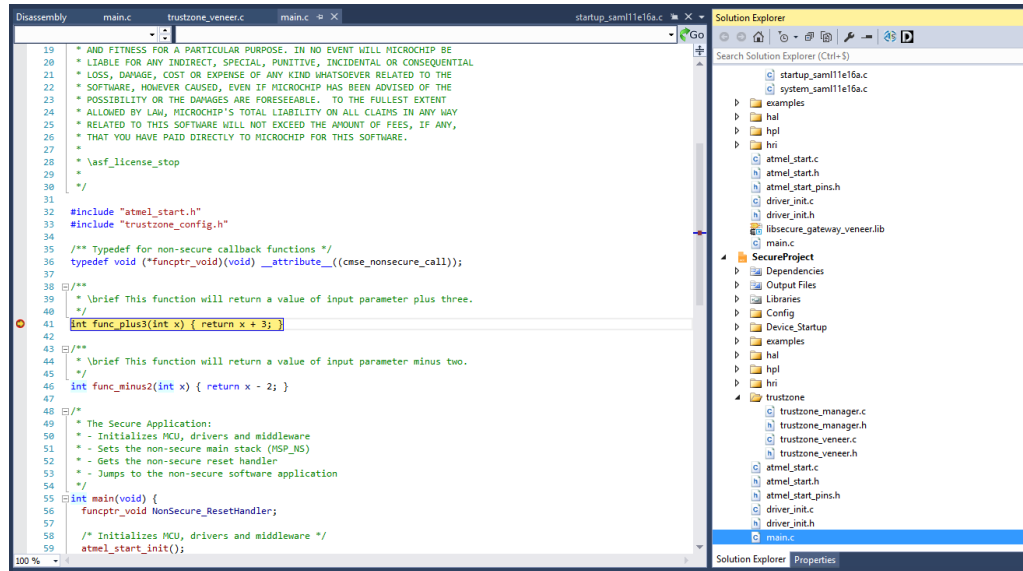 Disassembly main.c trustzone_veneer.c main.c startup_saml11e16a.c
Go
19 * AND FITNESS FOR A PARTICULAR PURPOSE. IN NO EVENT WILL MICROCHIP BE
20 * LIABLE FOR ANY INDIRECT, SPECIAL, PUNITIVE, INCIDENTAL OR CONSEQUENTIAL
21 * LOSS, DAMAGE, COST OR EXPENSE OF ANY KIND WHATSOEVER RELATED TO THE
22 * SOFTWARE, HOWEVER CAUSED, EVEN IF MICROCHIP HAS BEEN ADVISED OF THE
23 * POSSIBILITY OR THE DAMAGES ARE FORESEEABLE.  TO THE FULLEST EXTENT
24 * ALLOWED BY LAW, MICROCHIP'S TOTAL LIABILITY ON ALL CLAIMS IN ANY WAY
25 * RELATED TO THIS SOFTWARE WILL NOT EXCEED THE AMOUNT OF FEES, IF ANY,
26 * THAT YOU HAVE PAID DIRECTLY TO MICROCHIP FOR THIS SOFTWARE.
27 *
28 * \asf_license_stop
29 *
30 */
31
32 #include "atmel_start.h"
33 #include "trustzone_config.h"
34
35 /** Typedef for non-secure callback functions */
36 typedef void (*funcptr_void)(void) __attribute__((cmse_nonsecure_call));
37
38 /**
39 * \brief This function will return a value of input parameter plus three.
40 */
41 int func_plus3(int x) { return x + 3; }
42
43 /**
44 * \brief This function will return a value of input parameter minus two.
45 */
46 int func_minus2(int x) { return x - 2; }
47
48 /*
49 * The Secure Application:
50 * - Initializes MCU, drivers and middleware
51 * - Sets the non-secure main stack (MSP_NS)
52 * - Gets the non-secure reset handler
53 * - Jumps to the non-secure software application
54 */
55 int main(void) {
56 funcptr_void NonSecure_ResetHandler;
57
58 /* Initializes MCU, drivers and middleware */
59 atmel_start_init();
100 %
Solution Explorer
Search Solution Explorer (Ctrl+$)
startup_saml11e16a.c
system_saml11e16a.c
examples
hal
hpl
hri
atmel_start.c
atmel_start.h
atmel_start_pins.h
driver_init.c
driver_init.h
libsecure_gateway_veneer.lib
main.c
SecureProject
Dependencies
Output Files
Libraries
Config
Device_Startup
examples
hal
hpl
hri
trustzone
trustzone_manager.c
trustzone_manager.h
trustzone_veneer.c
trustzone_veneer.h
atmel_start.c
atmel_start.h
atmel_start_pins.h
driver_init.c
driver_init.h
main.c
Solution Explorer Properties